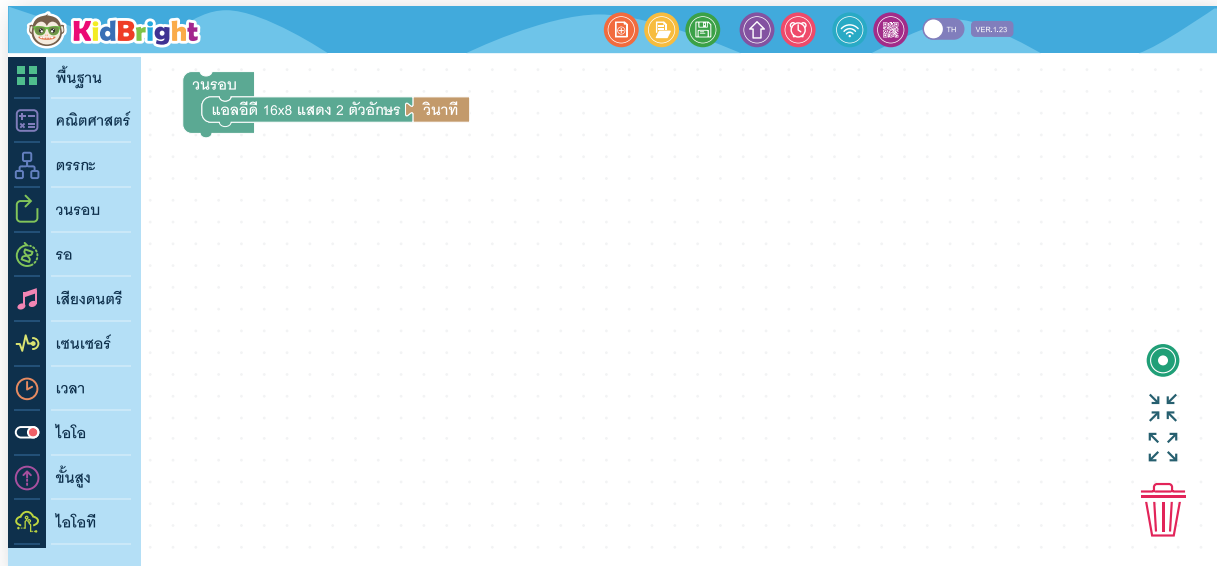 KidBright
TH
VER.1.23
พื้นฐาน
คณิตศาสตร์
ตรรกะ
วนรอบ
รอ
เสียงดนตรี
เซนเซอร์
เวลา
ไอโอ
ขั้นสูง
ไอโอที
วนรอบ
แอลอีดี 16x8 แสดง 2 ตัวอักษร วินาที